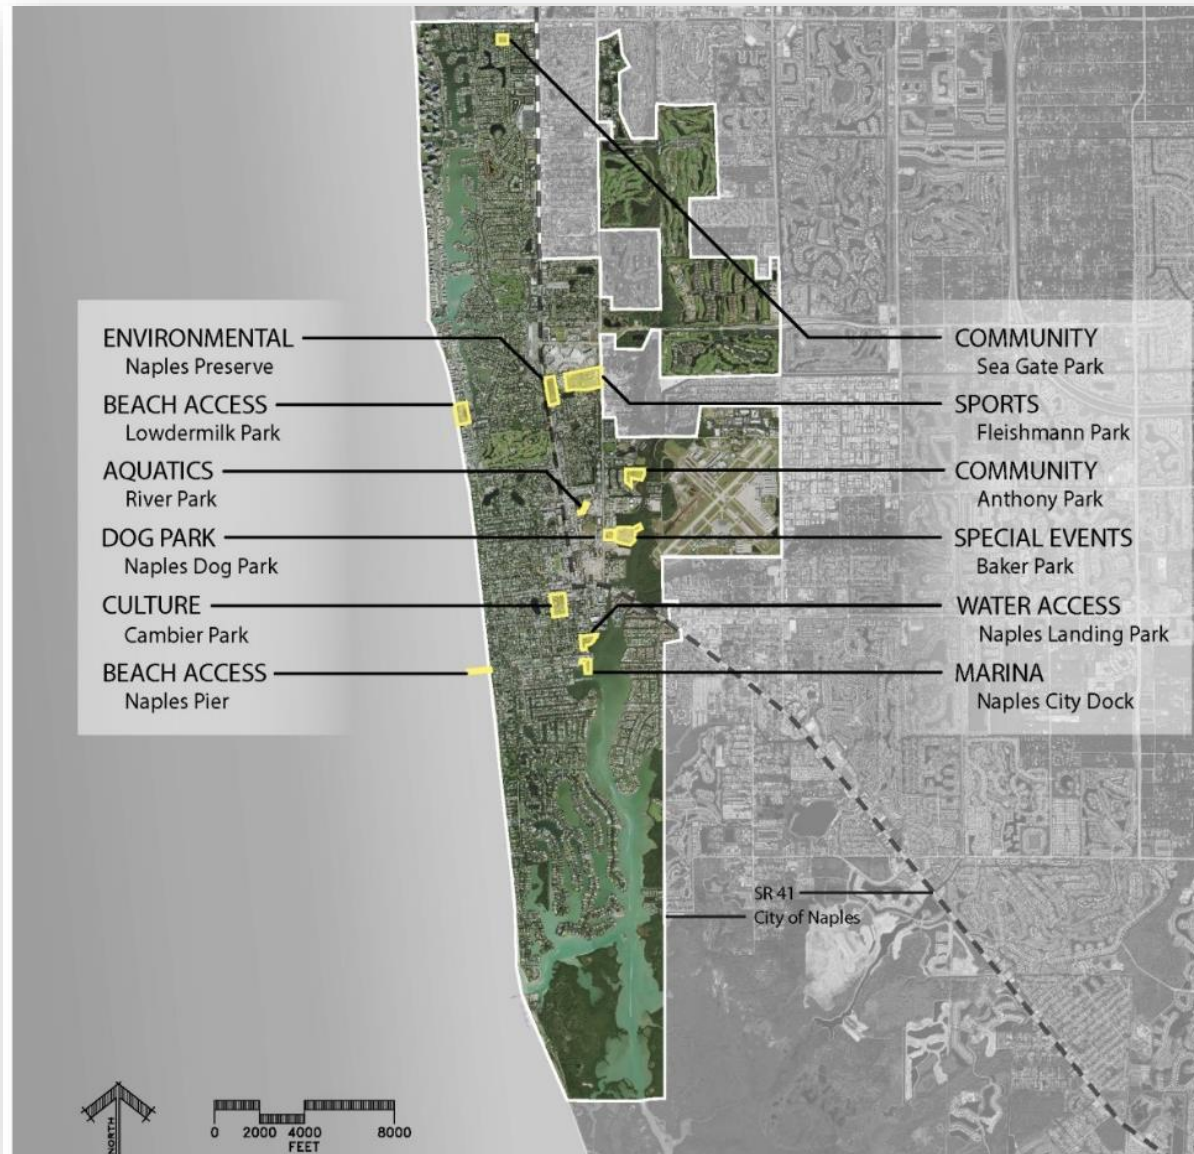 ENVIRONMENTAL
Naples Preserve
BEACH ACCESS
Lowdermilk Park
AQUATICS
River Park
DOG PARK
Naples Dog Park
CULTURE
Cambier Park
BEACH ACCESS
Naples Pier
COMMUNITY
Sea Gate Park
SPORTS
Fleishmann Park
COMMUNITY
Anthony Park
SPECIAL EVENTS
Baker Park
WATER ACCESS
Naples Landing Park
MARINA
Naples City Dock
SR 41
City of Naples
NORTH
0 2000 4000 8000
FEET